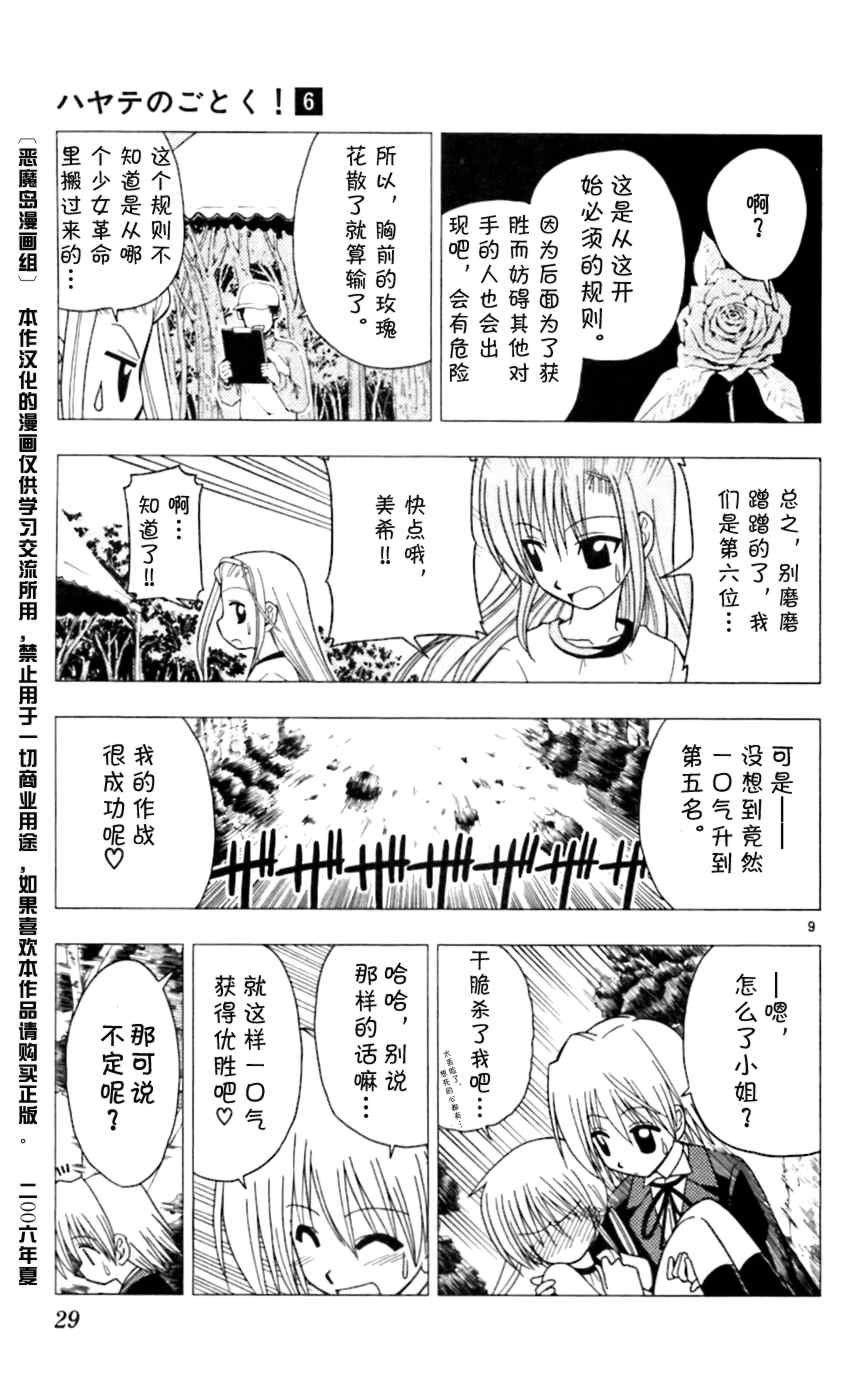 ハヤテのごとく！6
啊？
这是从这开
始必须的规则。
因为后面为了获
胜而妨碍其他对
手的人也会出
现吧，会有危险
所以，胸前的玫瑰
花散了就算输了。
这个规则不
知道是从哪
个少女革命
里搬过来的…
总之，别磨磨
蹭蹭的了，我
们是第六位…
快点哦，
美希!!
啊…
知道了!!
可是——
没想到竟然
一口气升到
第五名。
我的作战
很成功呢♡
9
—嗯，
怎么了小姐？
干脆杀了我吧…
太丢脸了，
想死的心都有…
哈哈，别说
那样的话嘛…
就这样一口气
获得优胜吧♡
那可说
不定呢？
29
〔恶魔岛漫画组〕 本作汉化的漫画仅供学习交流所用，禁止用于一切商业用途，如果喜欢本作品请购买正版。 二〇〇六年夏